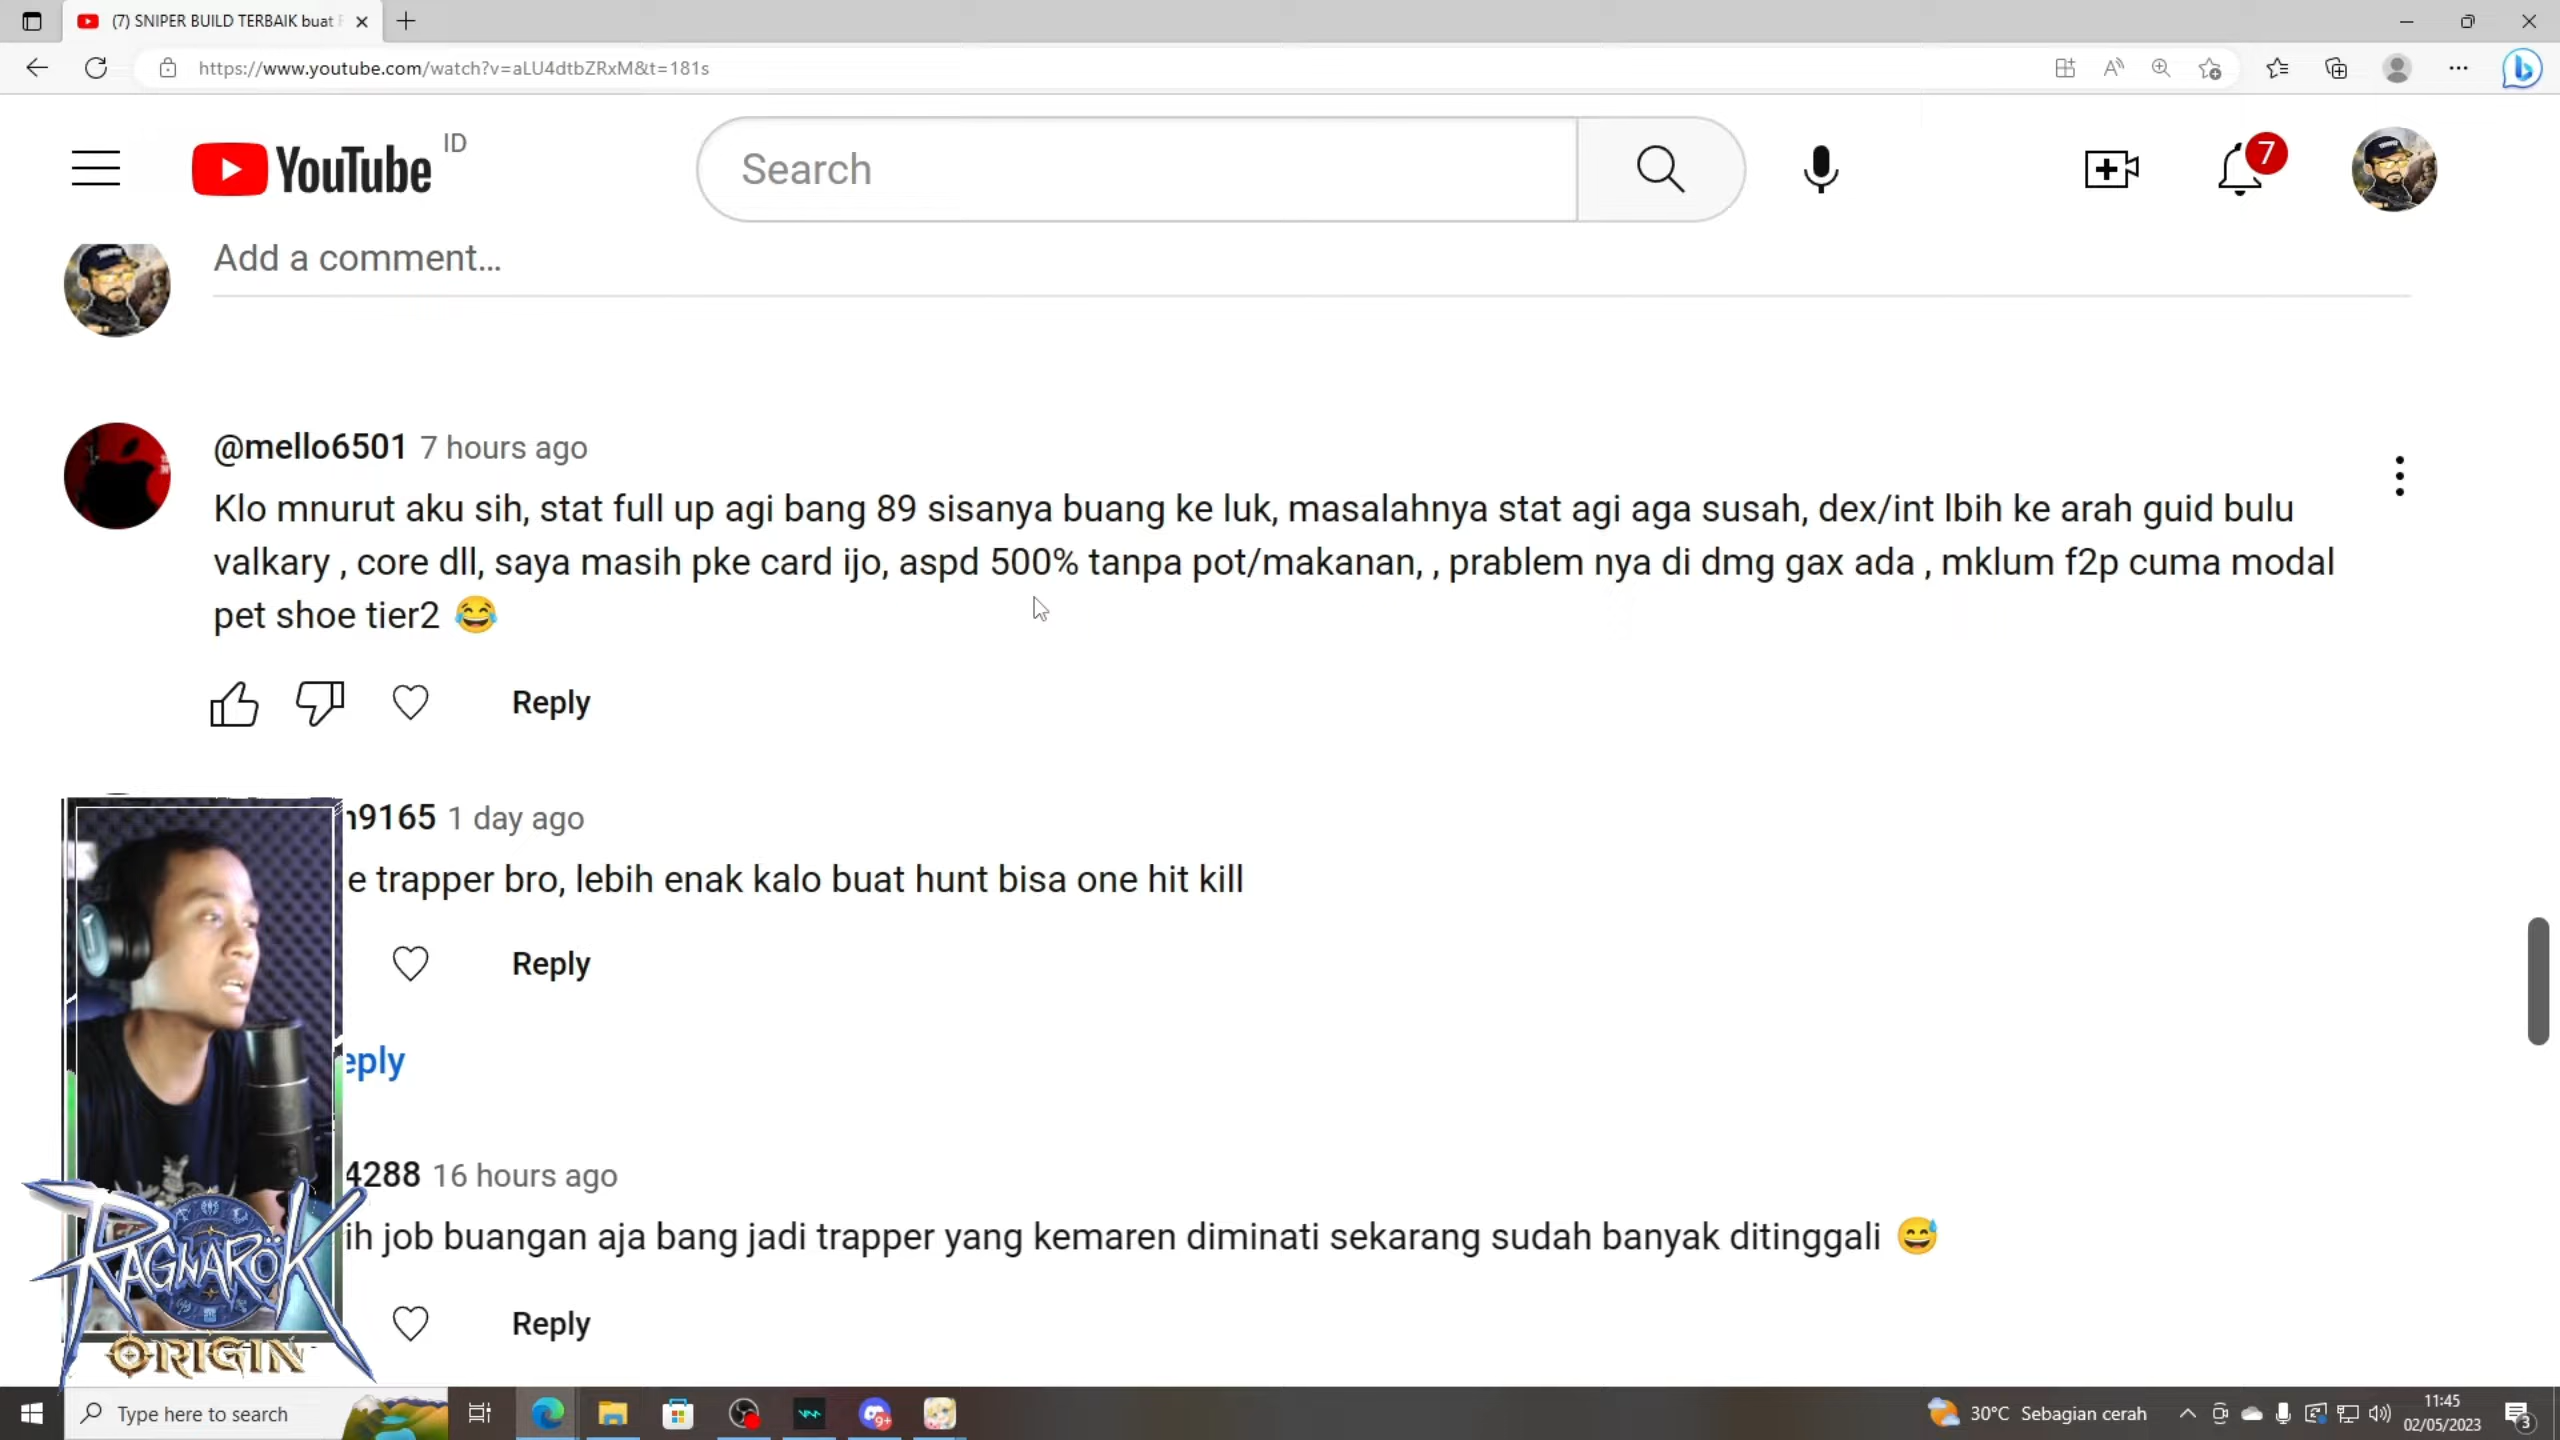 (7) SNIPER BUILD TERBAIK buat
https://www.youtube.com/watch?v=aLU4dtbZRxM&t=181s
YouTube ID
Search
7
Add a comment...
@mello6501 7 hours ago
Klo mnurut aku sih, stat full up agi bang 89 sisanya buang ke luk, masalahnya stat agi aga susah, dex/int lbih ke arah guid bulu
valkary , core dll, saya masih pke card ijo, aspd 500% tanpa pot/makanan, , prablem nya di dmg gax ada , mklum f2p cuma modal
pet shoe tier2 😂
Reply
9165 1 day ago
e trapper bro, lebih enak kalo buat hunt bisa one hit kill
Reply
eply
4288 16 hours ago
ih job buangan aja bang jadi trapper yang kemaren diminati sekarang sudah banyak ditinggali 😅
Reply
RAGNARÖK
ORIGIN
Type here to search
9+
30°C Sebagian cerah
11:45
02/05/2023
3